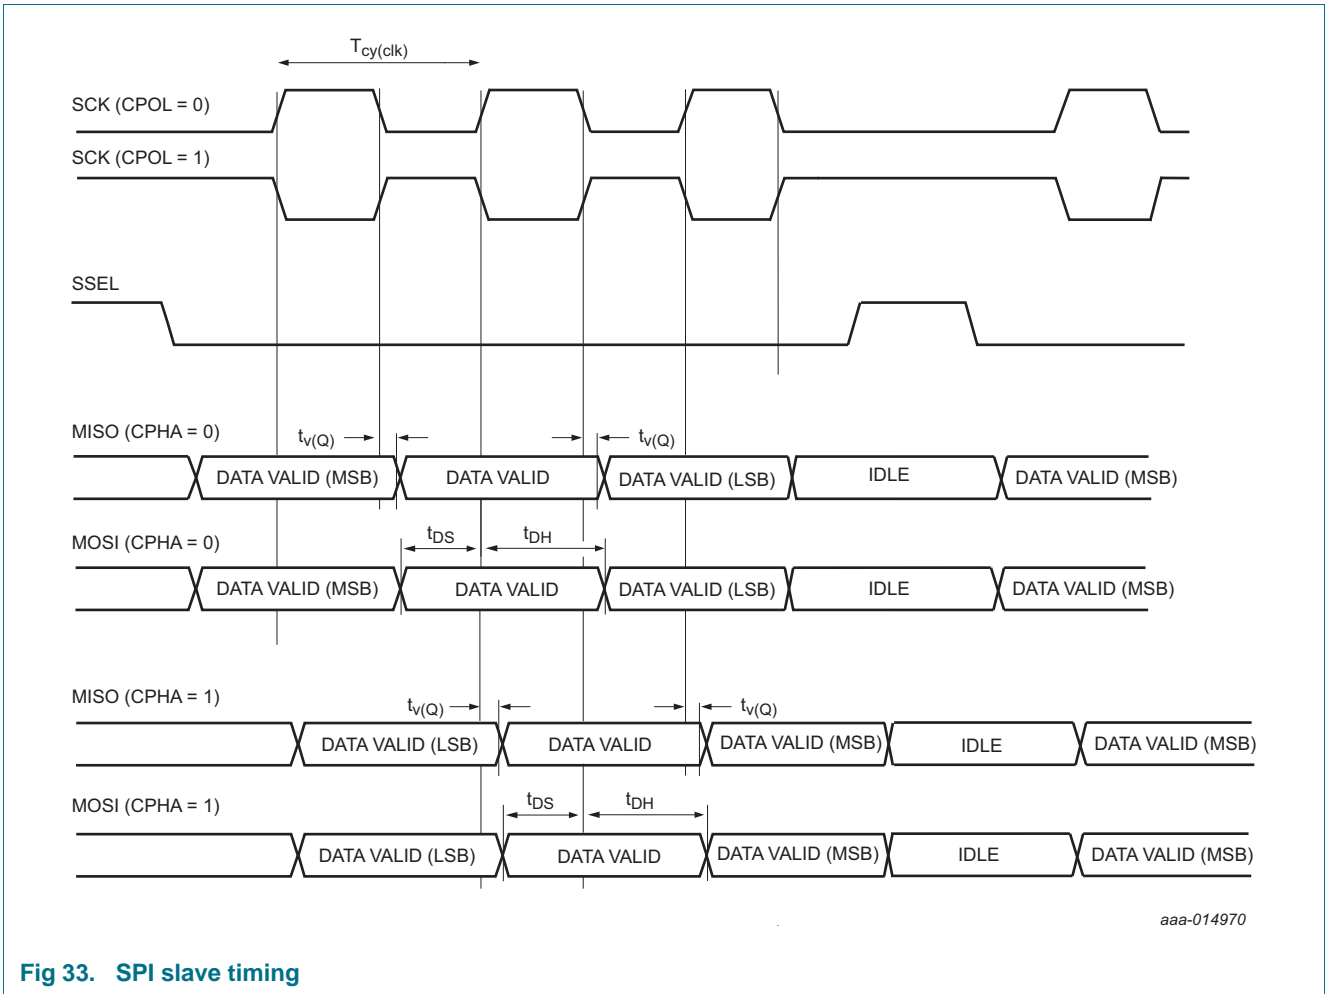 Tcy(clk)
SCK (CPOL = 0)
SCK (CPOL = 1)
SSEL
MISO (CPHA = 0)
tv(Q) tv(Q)
DATA VALID (MSB) DATA VALID DATA VALID (LSB) IDLE DATA VALID (MSB)
tDS tDH
MOSI (CPHA = 0)
DATA VALID (MSB) DATA VALID DATA VALID (LSB) IDLE DATA VALID (MSB)
MISO (CPHA = 1)
tv(Q) tv(Q)
DATA VALID (LSB) DATA VALID DATA VALID (MSB) IDLE DATA VALID (MSB)
tDS tDH
MOSI (CPHA = 1)
DATA VALID (LSB) DATA VALID DATA VALID (MSB) IDLE DATA VALID (MSB)
aaa-014970
Fig 33. SPI slave timing